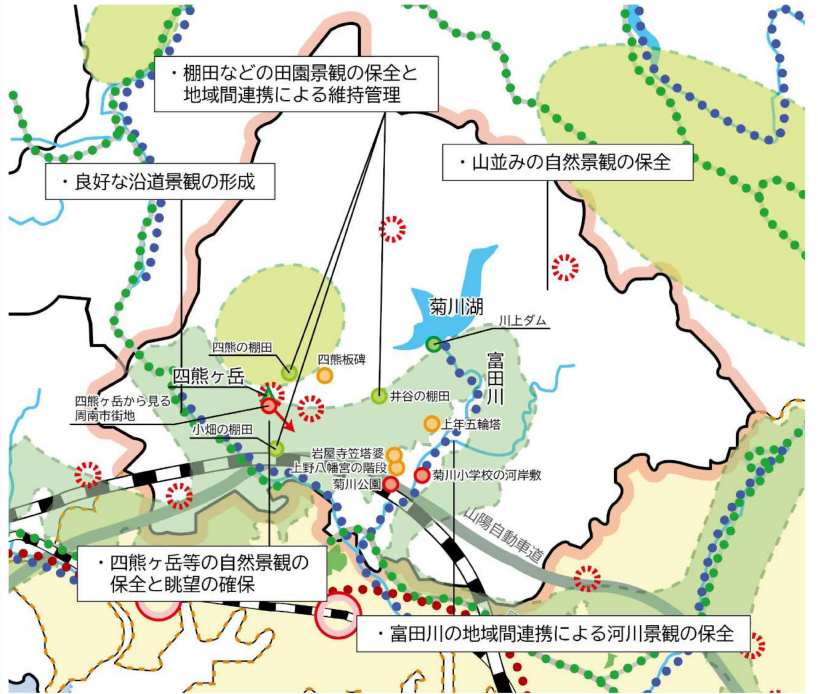 ・棚田などの田園景観の保全と
地域間連携による維持管理
・山並みの自然景観の保全
・良好な沿道景観の形成
菊川湖
川上ダム
四熊の棚田
四熊板碑
富田川
四熊ヶ岳
四熊ヶ岳から見る
周南市街地
井谷の棚田
小畑の棚田
上年五輪塔
岩屋寺笠塔婆
上野八幡宮の階段
菊川公園
菊川小学校の河岸敷
山陽自動車道
・四熊ヶ岳等の自然景観の
保全と眺望の確保
・富田川の地域間連携による河川景観の保全